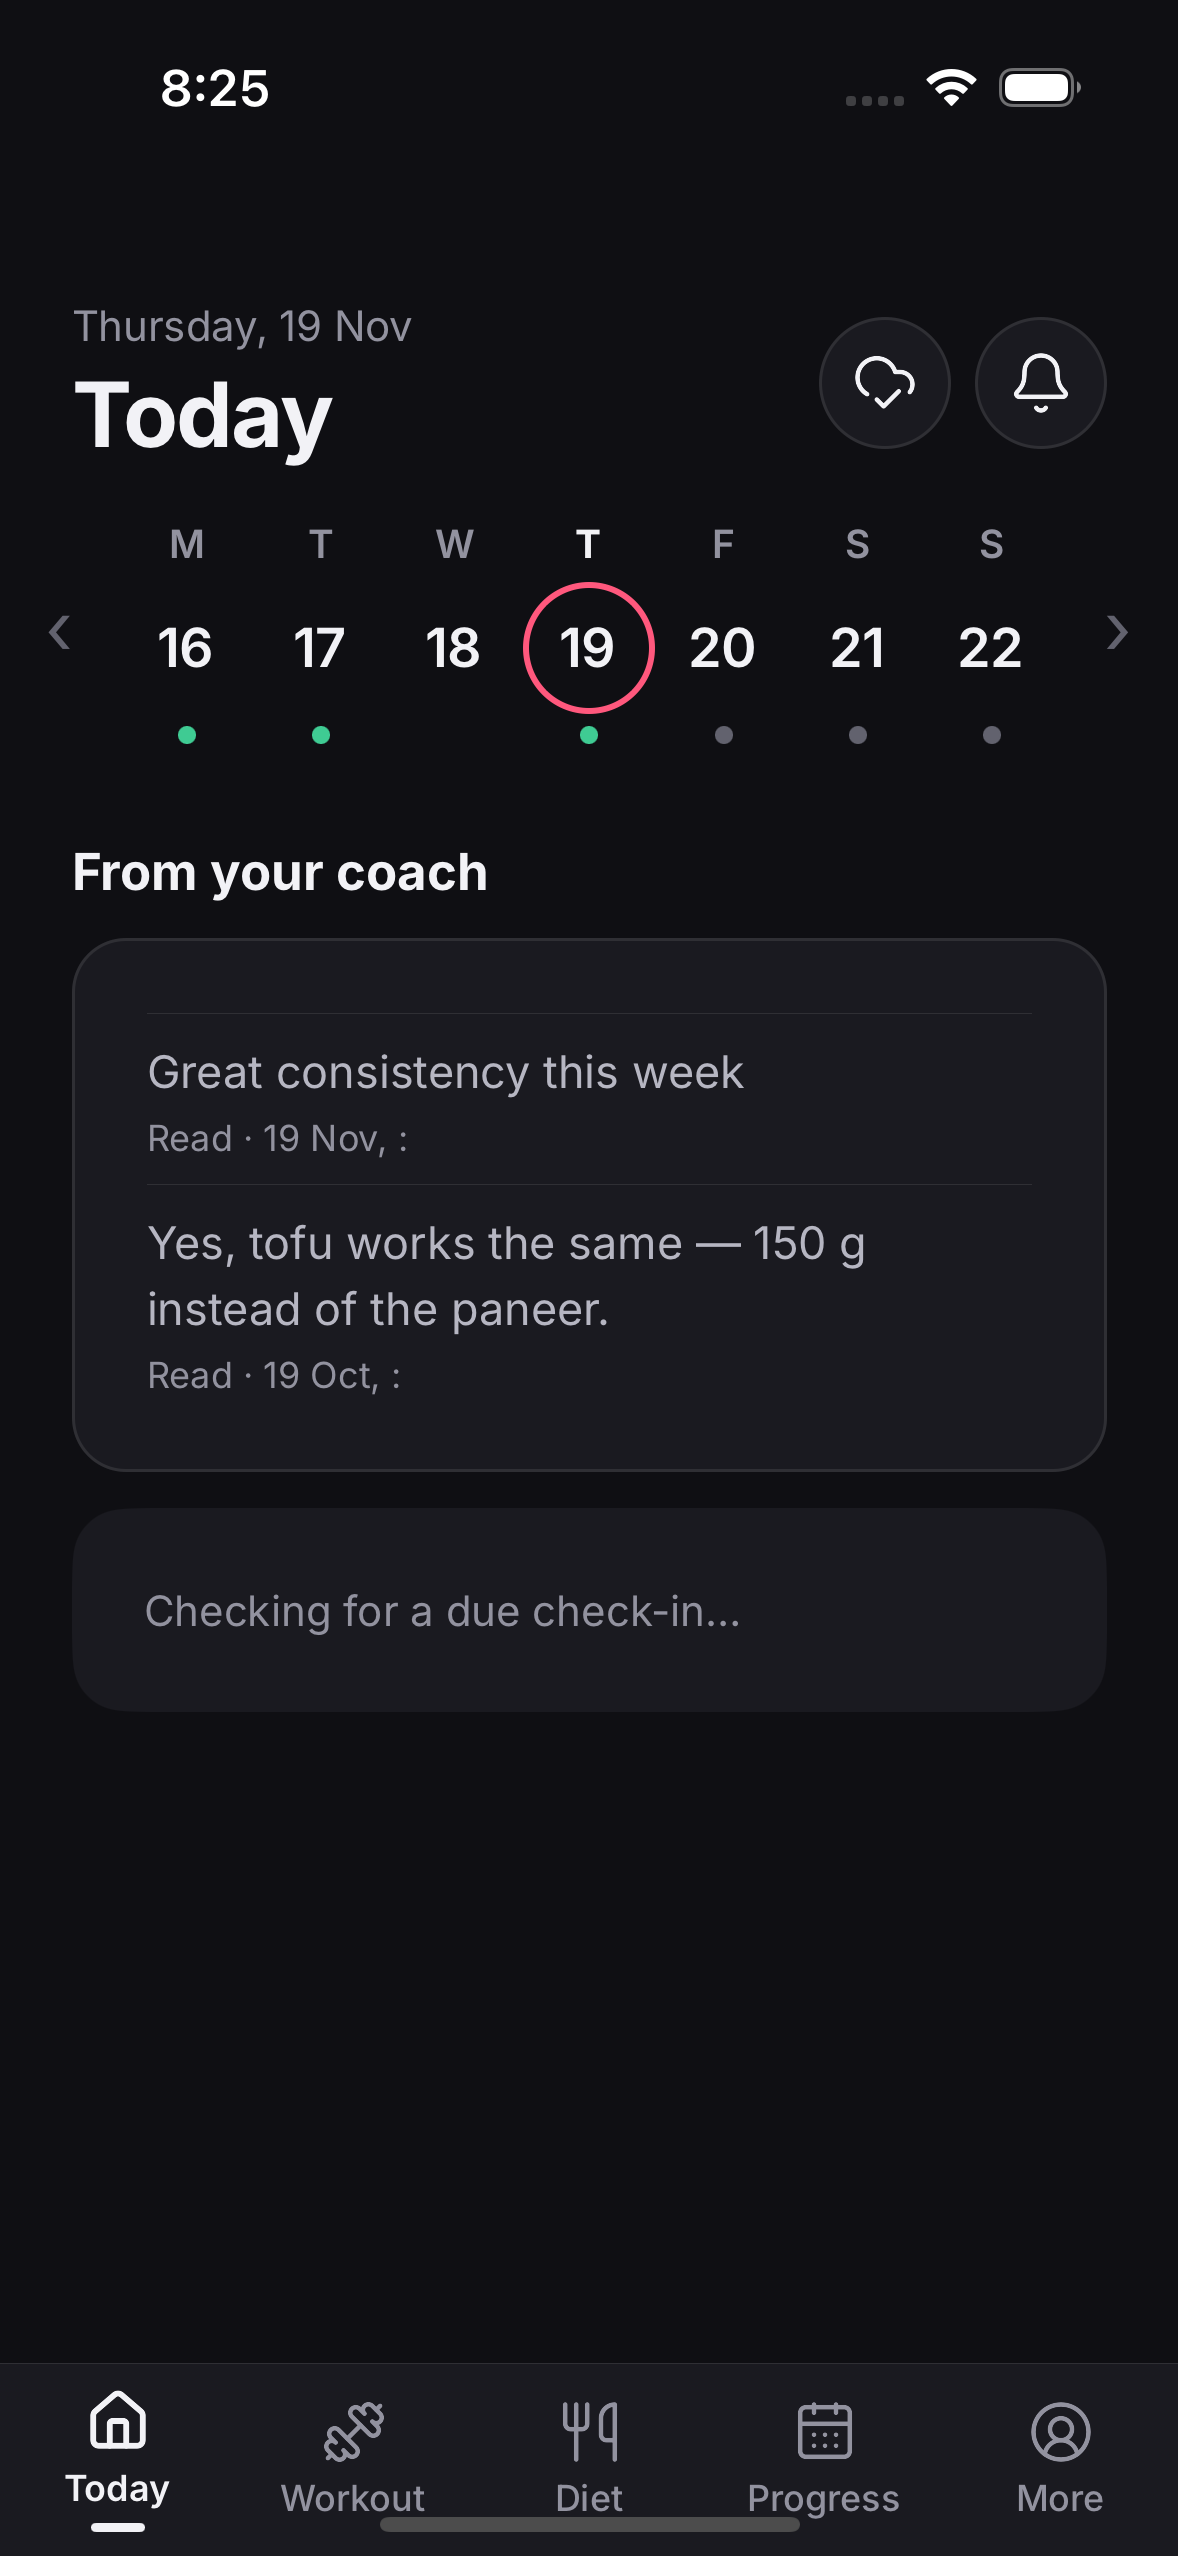 8:25
Thursday, 19 Nov
Today
M T W T F S S
‹ 16 17 18 19 20 21 22 ›
From your coach
Great consistency this week
Read · 19 Nov, :
Yes, tofu works the same — 150 g
instead of the paneer.
Read · 19 Oct, :
Checking for a due check-in...
Today Workout Diet Progress More